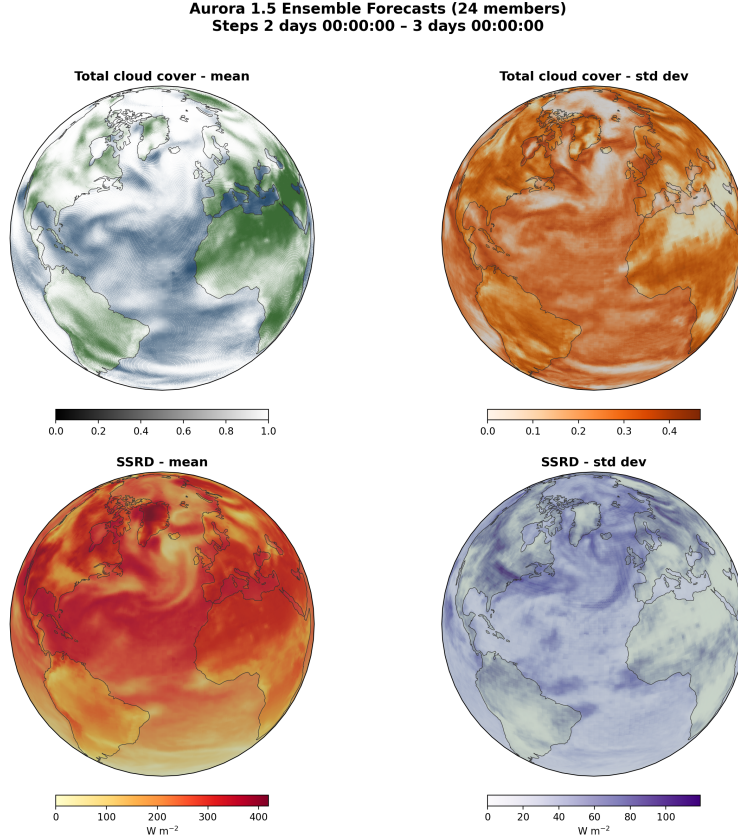 Aurora 1.5 Ensemble Forecasts (24 members)
Steps 2 days 00:00:00 – 3 days 00:00:00
Total cloud cover - mean
Total cloud cover - std dev
0.0 0.2 0.4 0.6 0.8 1.0
0.0 0.1 0.2 0.3 0.4
SSRD - mean
SSRD - std dev
0 100 200 300 400
W m⁻²
0 20 40 60 80 100
W m⁻²